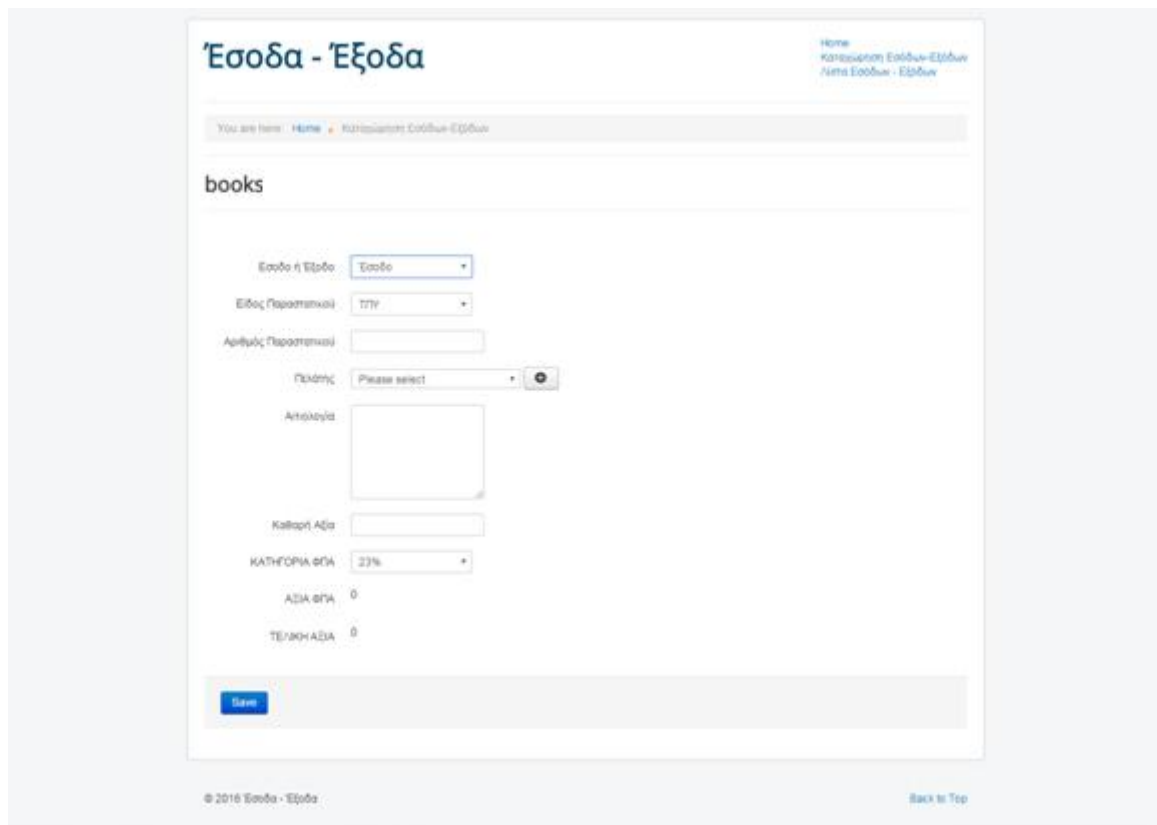 Έσοδα - Έξοδα
Home
Καταχώρηση Εσόδων-Εξόδων
Λίστα Εσόδων - Εξόδων
You are here: Home Καταχώρηση Εσόδων-Εξόδων
books
Εσοδο ή Έξοδο Έσοδο
Είδος Παραστατικού ΤΠΥ
Αριθμός Παραστατικού
Πελάτης Please select
Αιτιολογία
Καθαρή Αξία
ΚΑΤΗΓΟΡΙΑ ΦΠΑ 23%
ΑΞΙΑ ΦΠΑ 0
ΤΕΛΙΚΗ ΑΞΙΑ 0
Save
© 2016 Έσοδα - Έξοδα
Back to Top